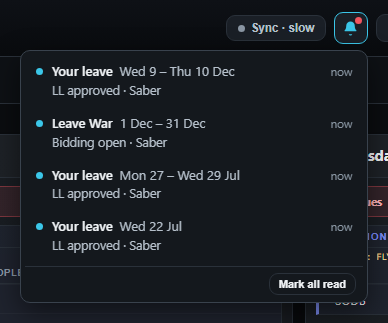 Sync · slow
Your leave Wed 9 – Thu 10 Dec now
LL approved · Saber
Leave War 1 Dec – 31 Dec now
Bidding open · Saber
Your leave Mon 27 – Wed 29 Jul now
LL approved · Saber
Your leave Wed 22 Jul now
LL approved · Saber
Mark all read